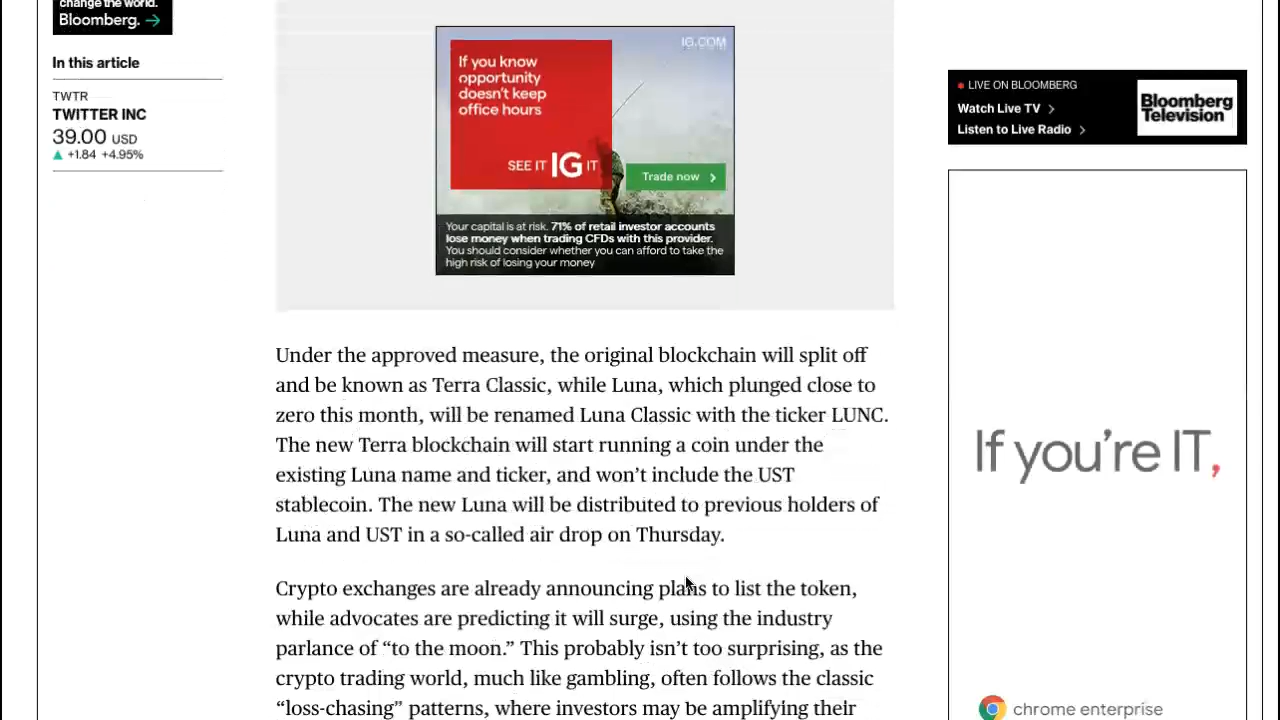 change the world.
Bloomberg. →
In this article
TWTR
TWITTER INC
39.00 USD
▲ +1.84 +4.95%
IG.COM
If you know
opportunity
doesn't keep
office hours
SEE IT IG IT
Trade now >
Your capital is at risk. 71% of retail investor accounts
lose money when trading CFDs with this provider.
You should consider whether you can afford to take the
high risk of losing your money
Under the approved measure, the original blockchain will split off
and be known as Terra Classic, while Luna, which plunged close to
zero this month, will be renamed Luna Classic with the ticker LUNC.
The new Terra blockchain will start running a coin under the
existing Luna name and ticker, and won't include the UST
stablecoin. The new Luna will be distributed to previous holders of
Luna and UST in a so-called air drop on Thursday.
Crypto exchanges are already announcing plans to list the token,
while advocates are predicting it will surge, using the industry
parlance of “to the moon.” This probably isn't too surprising, as the
crypto trading world, much like gambling, often follows the classic
“loss-chasing” patterns, where investors may be amplifying their
LIVE ON BLOOMBERG
Watch Live TV >
Listen to Live Radio >
Bloomberg
Television
If you're IT,
chrome enterprise